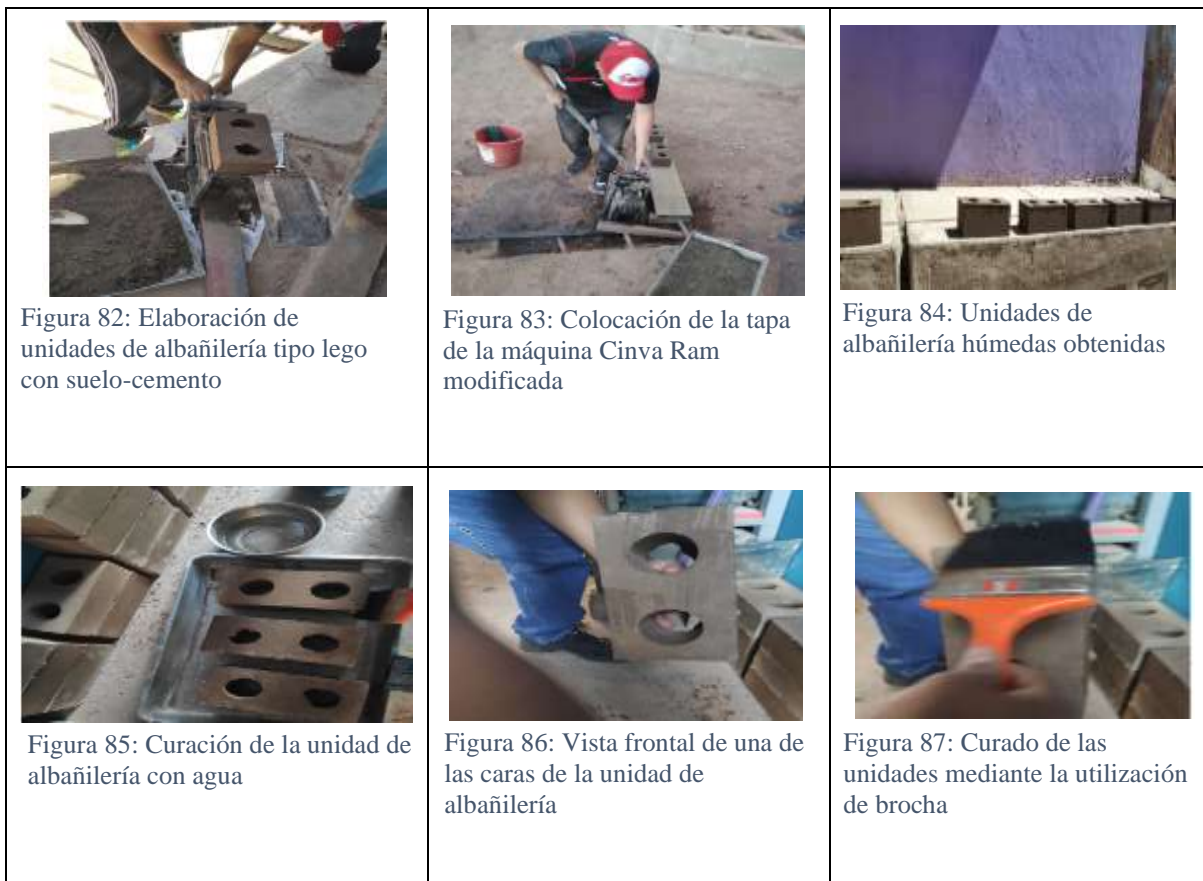 Figura 82: Elaboración de
unidades de albañilería tipo lego
con suelo-cemento
Figura 83: Colocación de la tapa
de la máquina Cinva Ram
modificada
Figura 84: Unidades de
albañilería húmedas obtenidas
Figura 85: Curación de la unidad de
albañilería con agua
Figura 86: Vista frontal de una de
las caras de la unidad de
albañilería
Figura 87: Curado de las
unidades mediante la utilización
de brocha